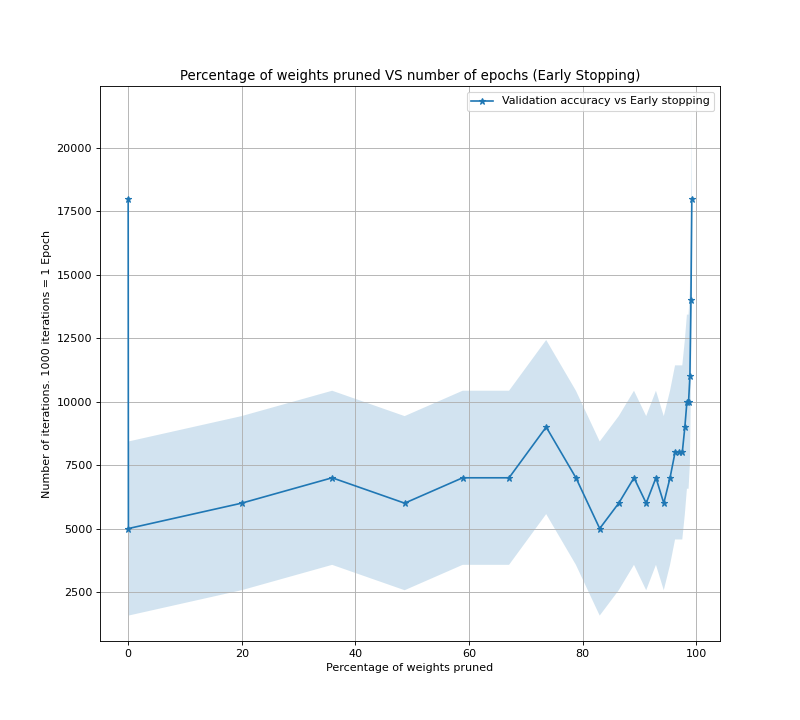 Percentage of weights pruned VS number of epochs (Early Stopping)
Validation accuracy vs Early stopping
Number of iterations. 1000 iterations = 1 Epoch
20000
17500
15000
12500
10000
7500
5000
2500
0 20 40 60 80 100
Percentage of weights pruned